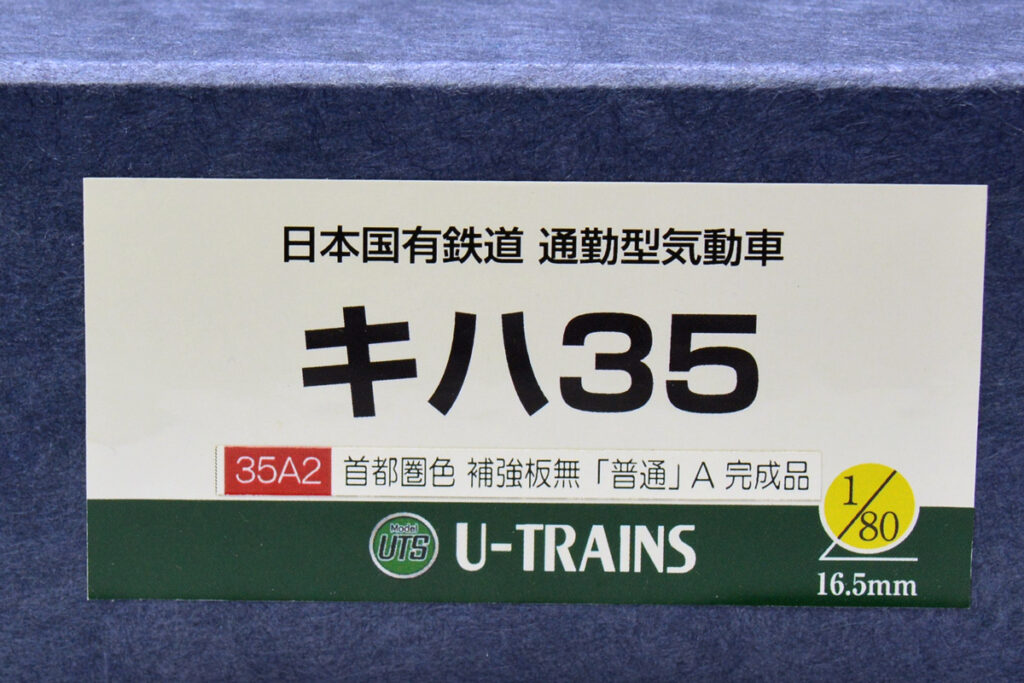 日本国有鉄道 通勤型気動車
キハ35
35A2 首都圏色 補強板無「普通」A 完成品
1/80
Model
UTS
U-TRAINS
16.5mm